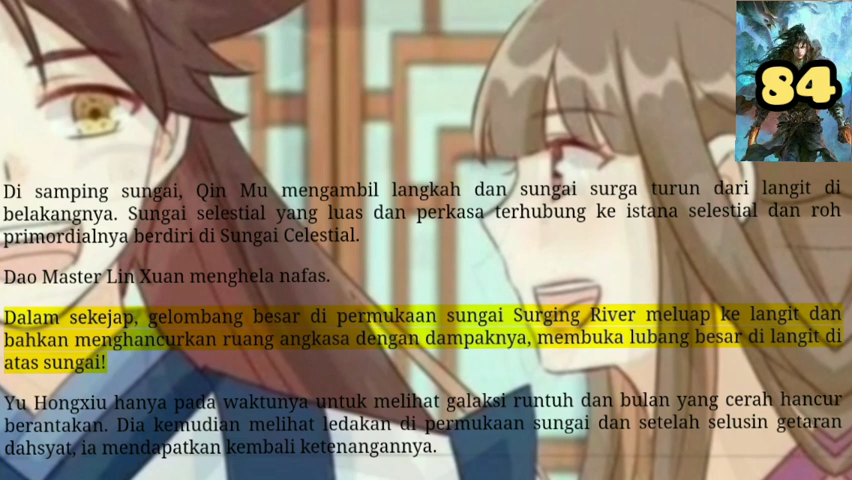 84
Di samping sungai, Qin Mu mengambil langkah dan sungai surga turun dari langit di
belakangnya. Sungai selestial yang luas dan perkasa terhubung ke istana selestial dan roh
primordialnya berdiri di Sungai Celestial.
Dao Master Lin Xuan menghela nafas.
Dalam sekejap, gelombang besar di permukaan sungai Surging River meluap ke langit dan
bahkan menghancurkan ruang angkasa dengan dampaknya, membuka lubang besar di langit di
atas sungai!
Yu Hongxiu hanya pada waktunya untuk melihat galaksi runtuh dan bulan yang cerah hancur
berantakan. Dia kemudian melihat ledakan di permukaan sungai dan setelah selusin getaran
dahsyat, ia mendapatkan kembali ketenangannya.